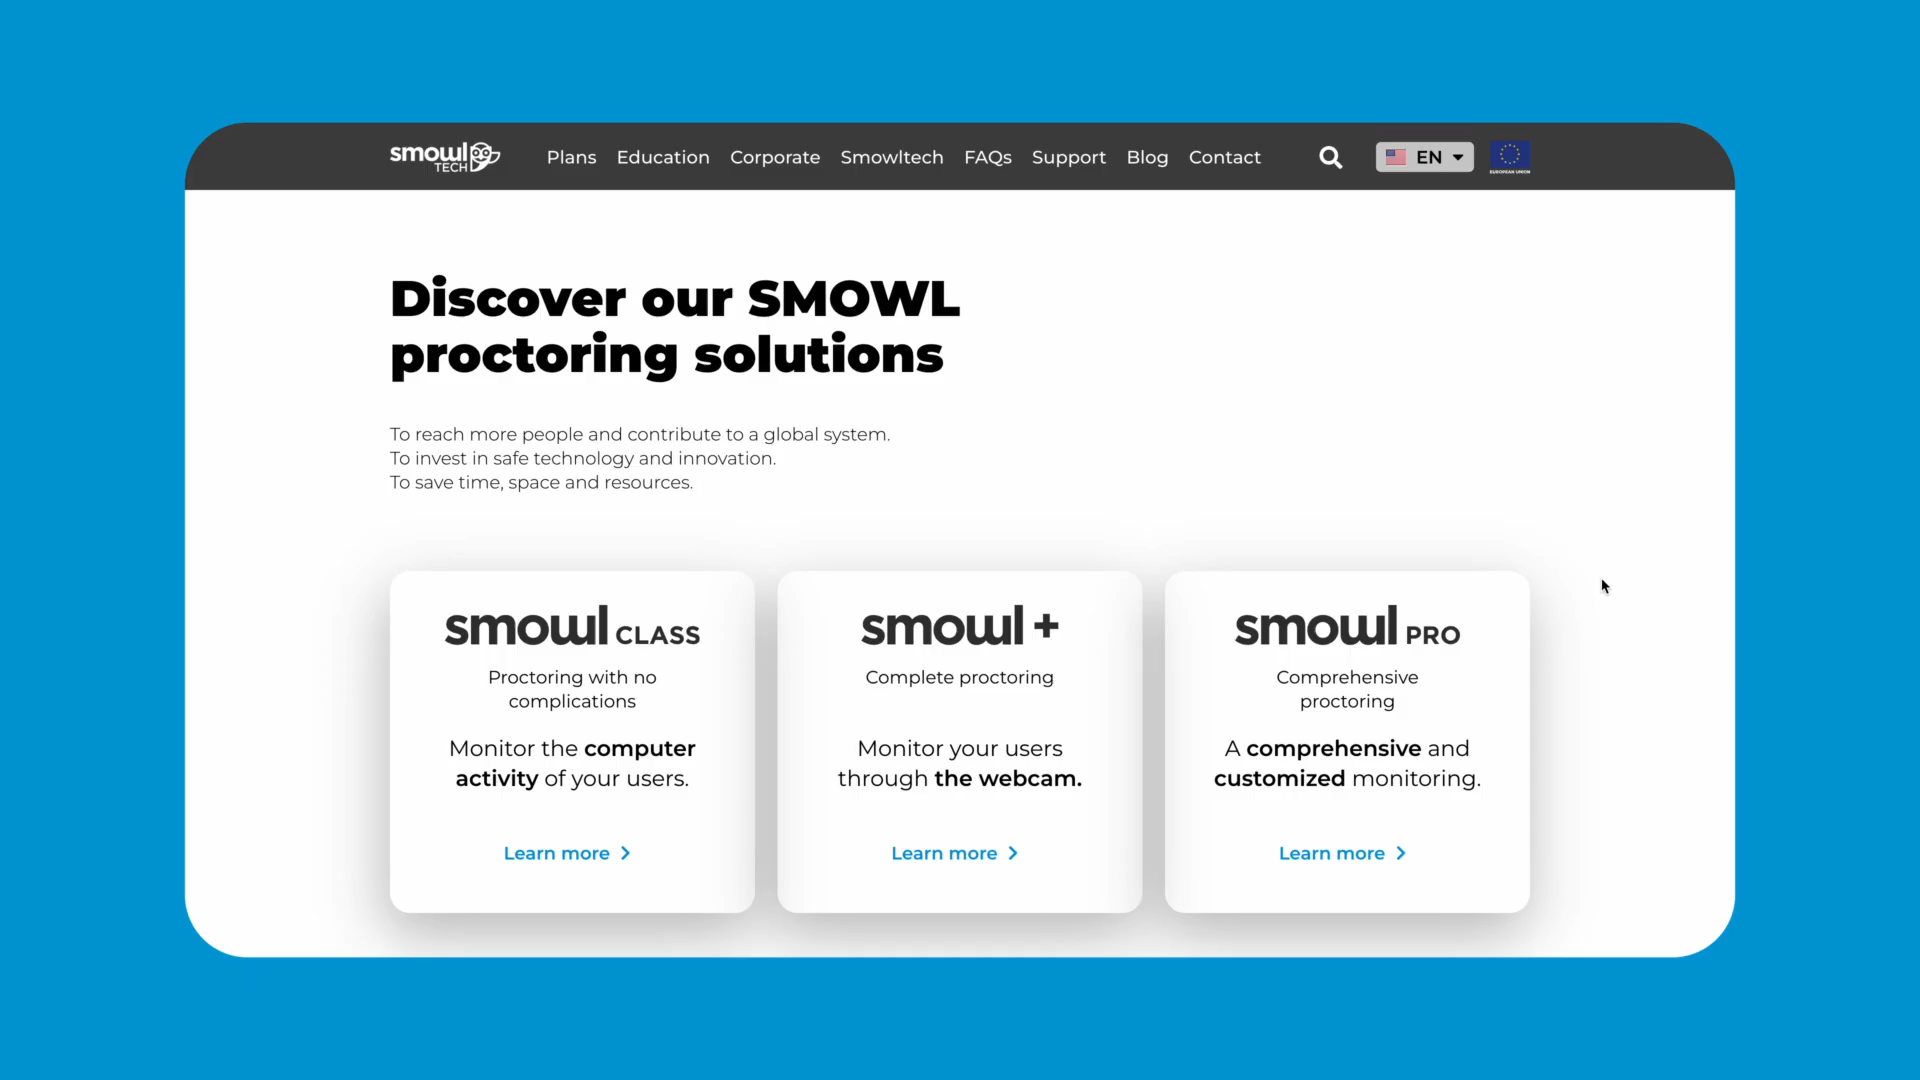 smowl TECH
Plans Education Corporate Smowltech FAQs Support Blog Contact EN
EUROPEAN UNION
Discover our SMOWL
proctoring solutions
To reach more people and contribute to a global system.
To invest in safe technology and innovation.
To save time, space and resources.
smowl CLASS
Proctoring with no
complications
Monitor the computer
activity of your users.
Learn more
smowl +
Complete proctoring
Monitor your users
through the webcam.
Learn more
smowl PRO
Comprehensive
proctoring
A comprehensive and
customized monitoring.
Learn more